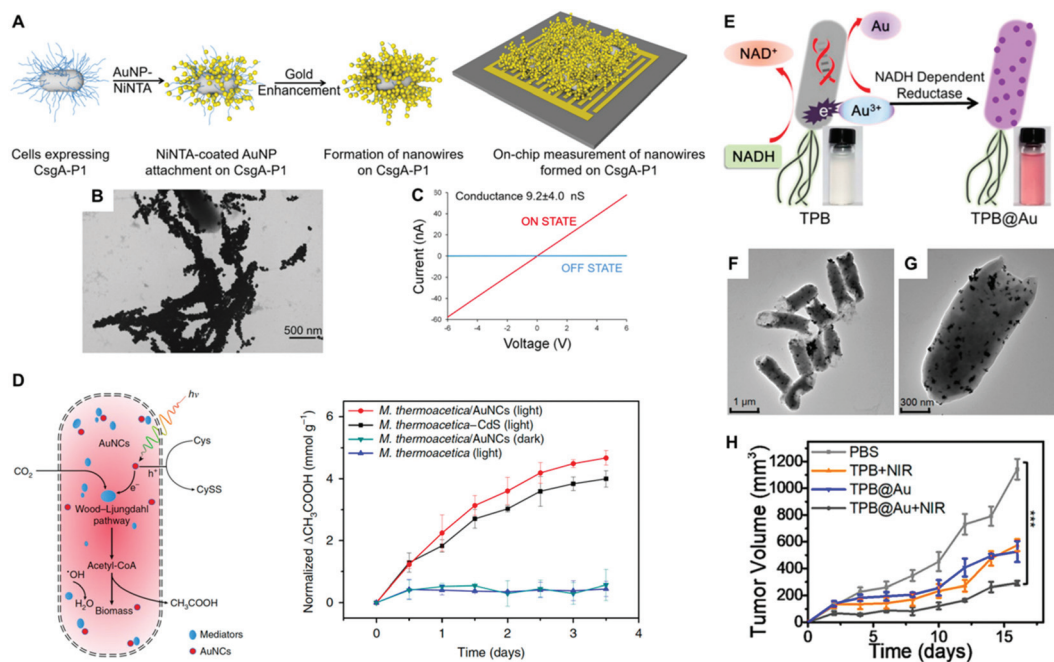 A
AuNP-
NiNTA
Gold
Enhancement
Cells expressing
CsgA-P1
NiNTA-coated AuNP
attachment on CsgA-P1
Formation of nanowires
on CsgA-P1
On-chip measurement of nanowires
formed on CsgA-P1
B
500 nm
C
Conductance 9.2±4.0 nS
ON STATE
OFF STATE
Current (nA)
50
40
20
0
-20
-40
-60
-6
-4
-2
0
2
4
6
Voltage (V)
D
hν
AuNCs
Cys
h⁺
CO₂
e⁻
CySS
Wood–Ljungdahl
pathway
Acetyl-CoA
•OH
H₂O
Biomass
CH₃COOH
Mediators
AuNCs
M. thermoacetica/AuNCs (light)
M. thermoacetica–CdS (light)
M. thermoacetica/AuNCs (dark)
M. thermoacetica (light)
Normalized ΔCH₃COOH (mmol g⁻¹)
6
4
2
0
0
1
2
3
4
Time (days)
E
Au
NAD⁺
NADH Dependent
Reductase
e⁻
Au³⁺
NADH
TPB
TPB@Au
F
1 μm
G
300 nm
H
PBS
TPB+NIR
TPB@Au
TPB@Au+NIR
***
Tumor Volume (mm³)
1200
1000
800
600
400
200
0
0
5
10
15
Time (days)